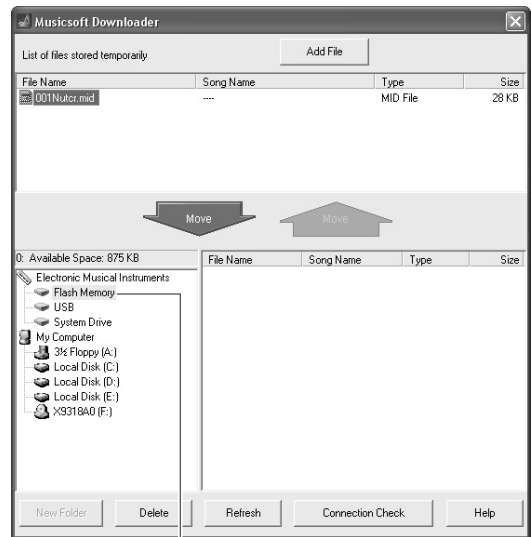 Musicsoft Downloader
List of files stored temporarily
Add File
File Name Song Name Type Size
001Nutcr.mid ---- MID File 28 KB
Move Move
0: Available Space: 875 KB
Electronic Musical Instruments
Flash Memory
USB
System Drive
My Computer
3½ Floppy (A:)
Local Disk (C:)
Local Disk (D:)
Local Disk (E:)
X9318A0 (F:)
File Name Song Name Type Size
New Folder Delete Refresh Connection Check Help